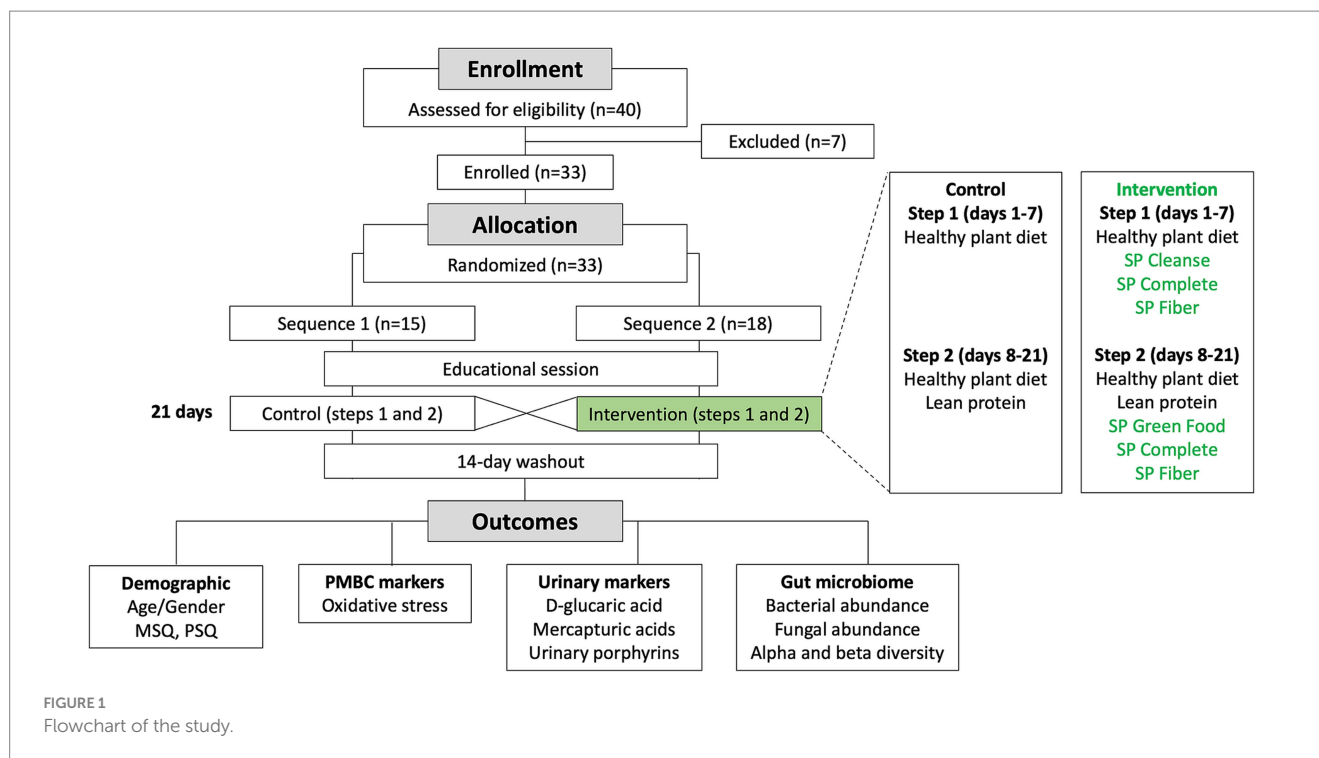 Enrollment
Assessed for eligibility (n=40)
Excluded (n=7)
Enrolled (n=33)
Allocation
Randomized (n=33)
Sequence 1 (n=15)
Sequence 2 (n=18)
Educational session
21 days
Control (steps 1 and 2)
Intervention (steps 1 and 2)
14-day washout
Control
Step 1 (days 1-7)
Healthy plant diet
Step 2 (days 8-21)
Healthy plant diet
Lean protein
Intervention
Step 1 (days 1-7)
Healthy plant diet
SP Cleanse
SP Complete
SP Fiber
Step 2 (days 8-21)
Healthy plant diet
Lean protein
SP Green Food
SP Complete
SP Fiber
Outcomes
Demographic
Age/Gender
MSQ, PSQ
PMBC markers
Oxidative stress
Urinary markers
D-glucaric acid
Mercapturic acids
Urinary porphyrins
Gut microbiome
Bacterial abundance
Fungal abundance
Alpha and beta diversity
FIGURE 1
Flowchart of the study.